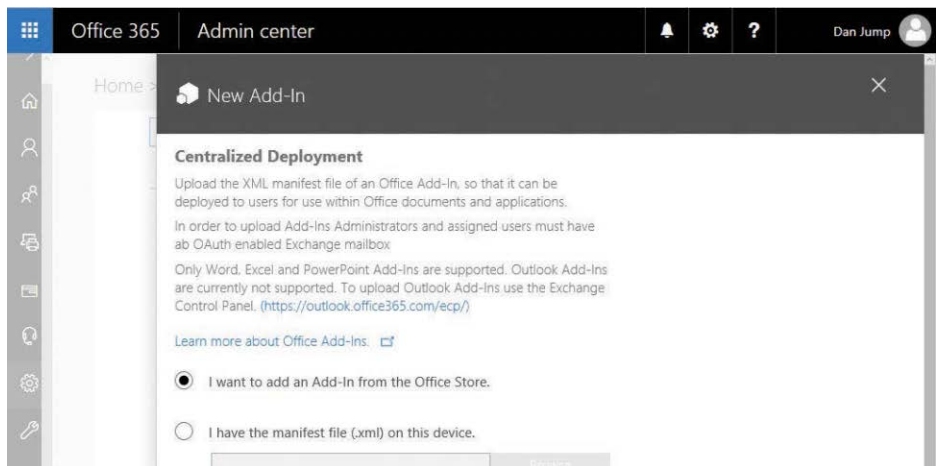 Office 365
Admin center
?
Dan Jump
Home >
New Add-In
Centralized Deployment
Upload the XML manifest file of an Office Add-In, so that it can be
deployed to users for use within Office documents and applications.
In order to upload Add-Ins Administrators and assigned users must have
ab OAuth enabled Exchange mailbox
Only Word, Excel and PowerPoint Add-Ins are supported. Outlook Add-Ins
are currently not supported. To upload Outlook Add-Ins use the Exchange
Control Panel. (https://outlook.office365.com/ecp/)
Learn more about Office Add-Ins.
I want to add an Add-In from the Office Store.
I have the manifest file (.xml) on this device.